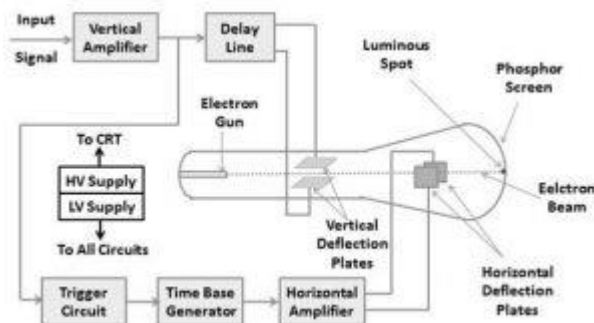 Input
Signal
Vertical
Amplifier
Delay
Line
Luminous
Spot
Phosphor
Screen
Electron
Gun
To CRT
HV Supply
LV Supply
To All Circuits
Eelctron
Beam
Vertical
Deflection
Plates
Horizontal
Deflection
Plates
Trigger
Circuit
Time Base
Generator
Horizontal
Amplifier